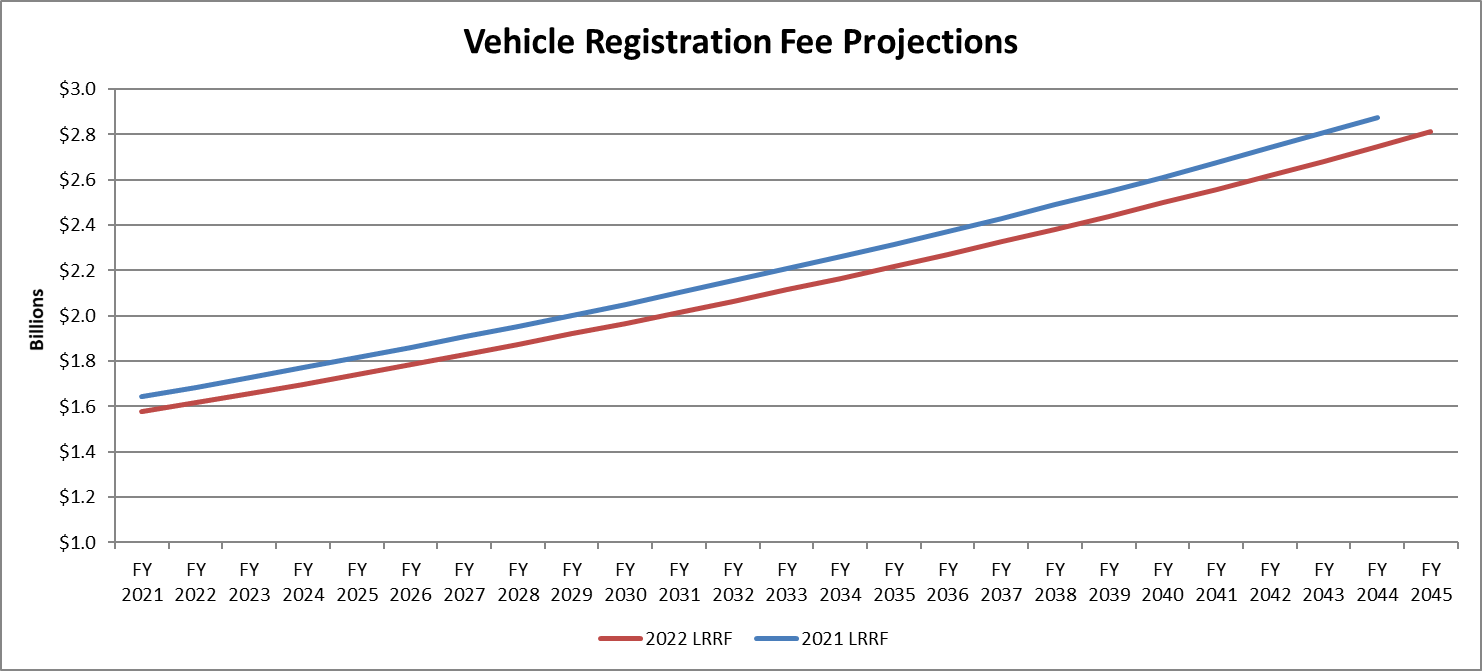 Vehicle Registration Fee Projections
$3.0
$2.8
$2.6
$2.4
$2.2
$2.0
$1.8
$1.6
$1.4
$1.2
$1.0
Billions
FY FY FY FY FY FY FY FY FY FY FY FY FY FY FY FY FY FY FY FY FY FY FY FY FY
2021 2022 2023 2024 2025 2026 2027 2028 2029 2030 2031 2032 2033 2034 2035 2036 2037 2038 2039 2040 2041 2042 2043 2044 2045
2022 LRRF 2021 LRRF